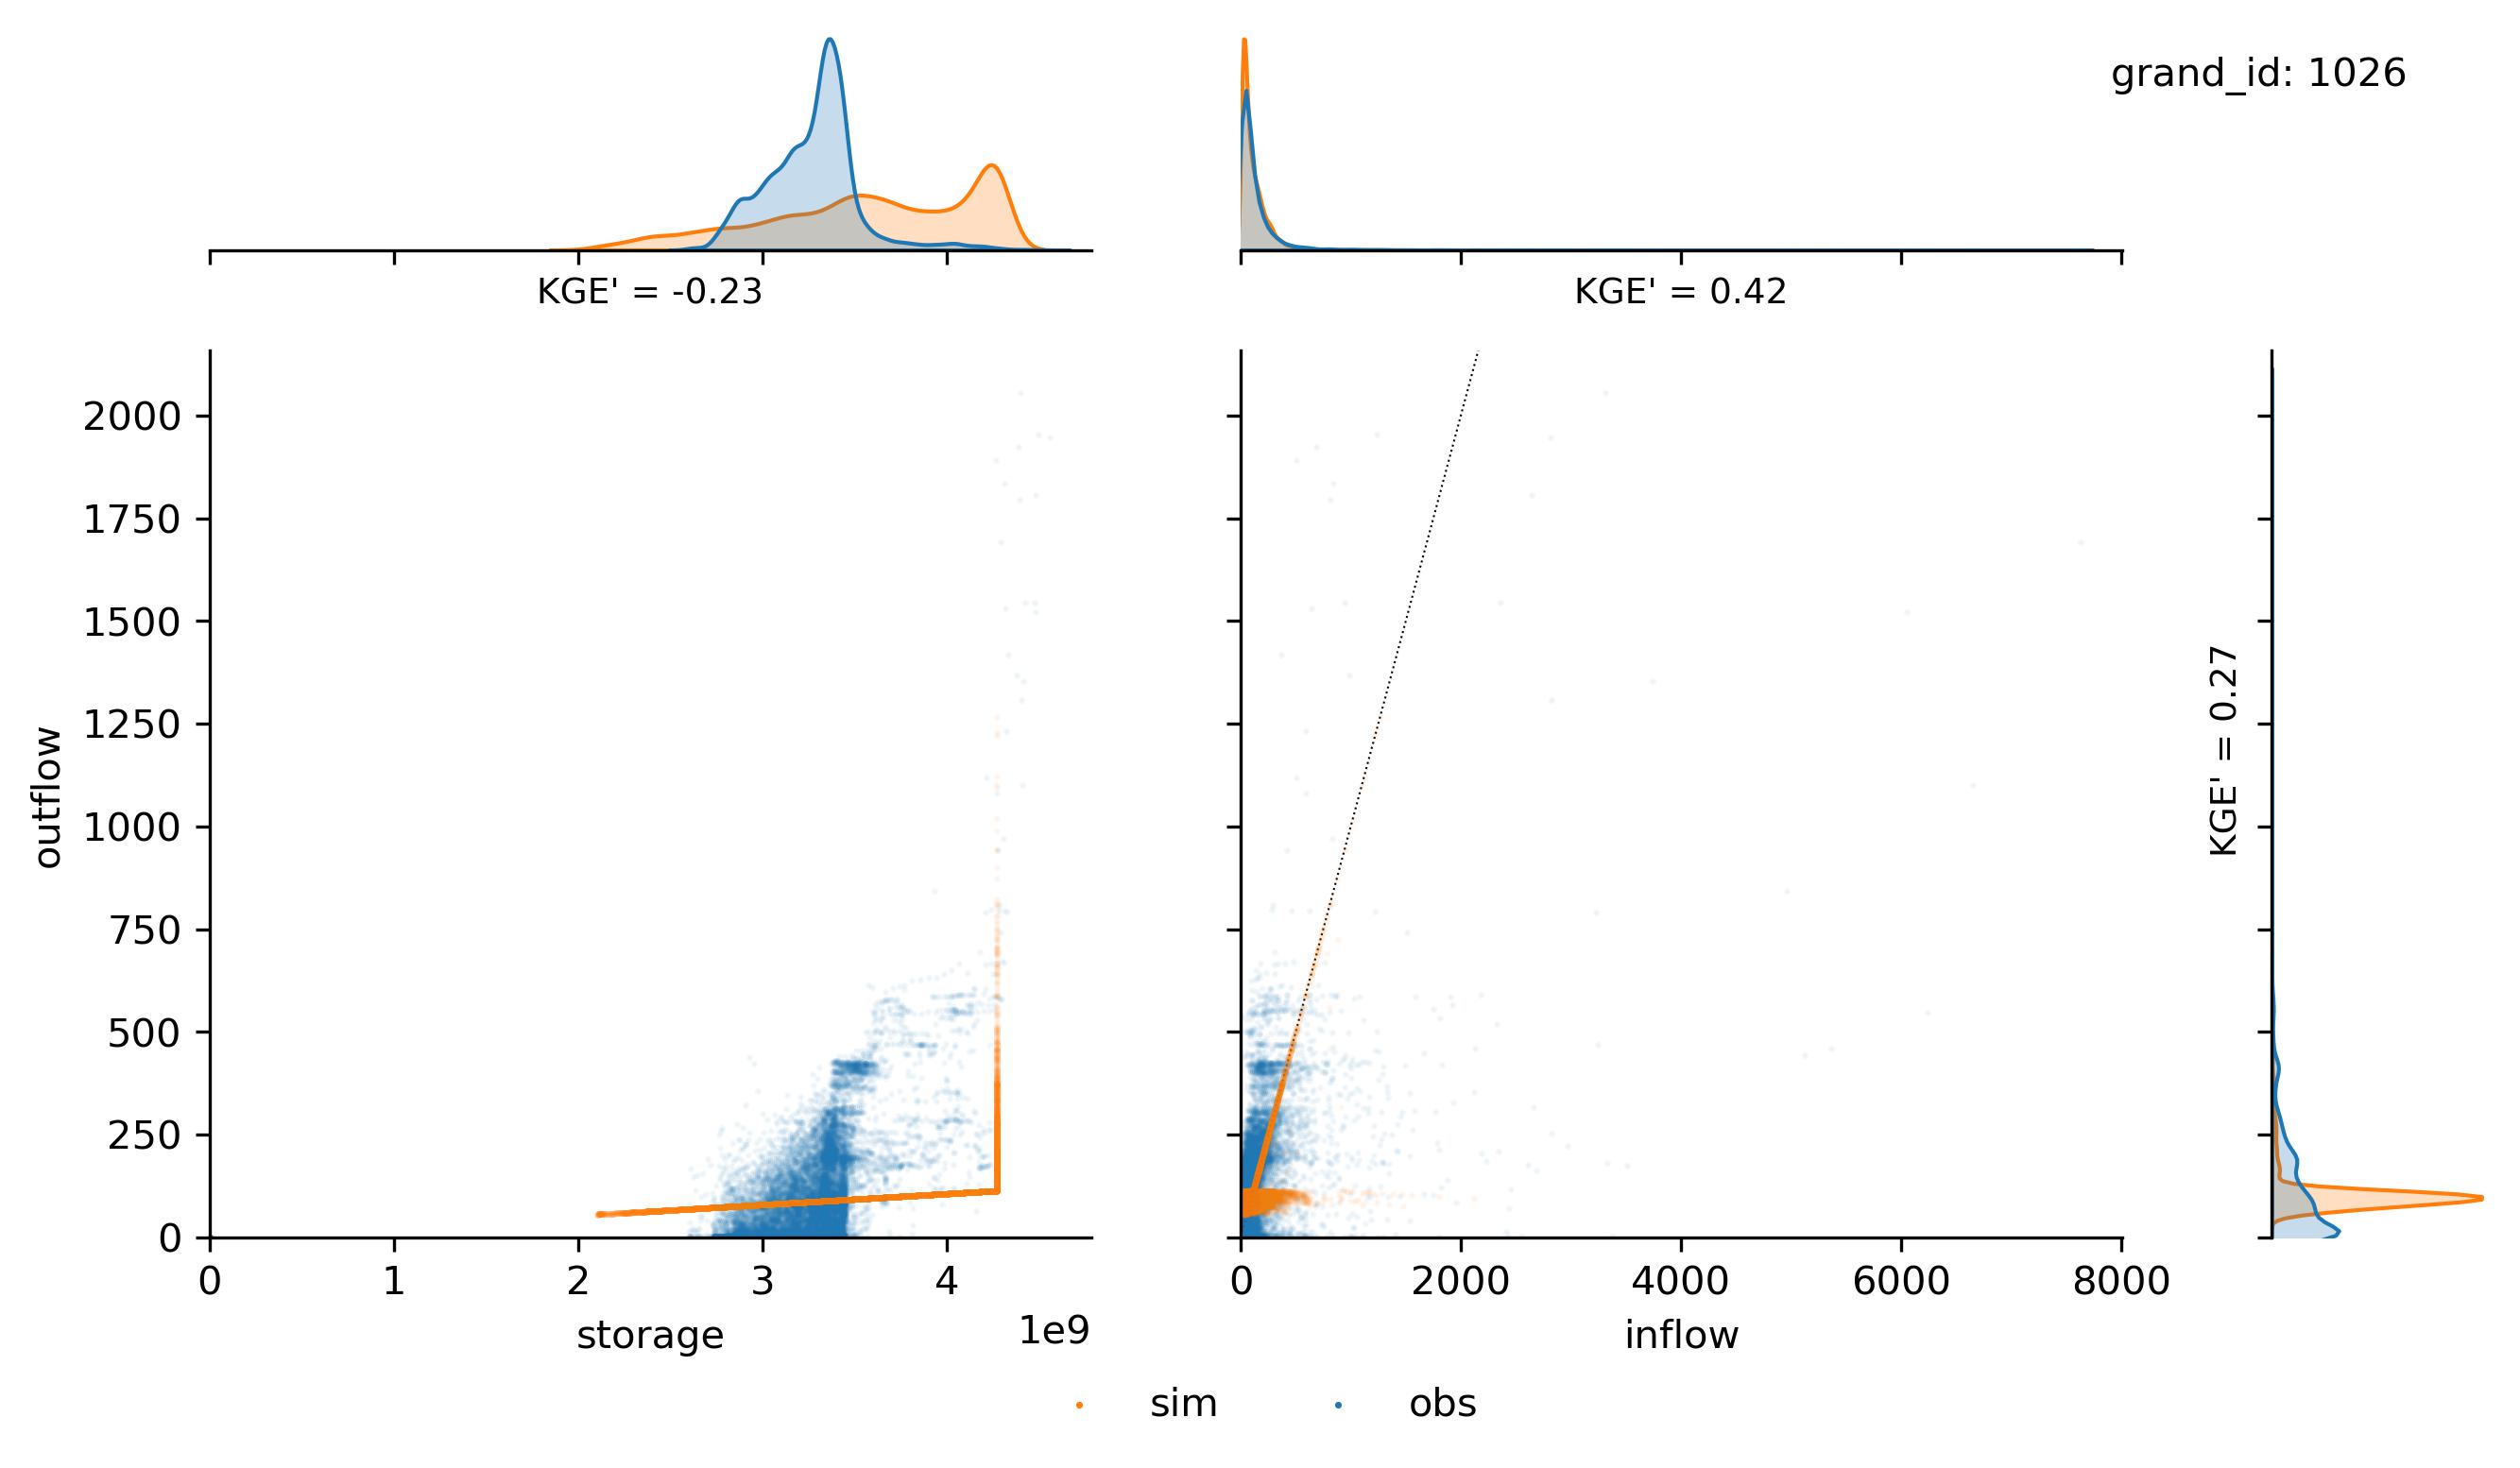 grand_id: 1026
KGE' = -0.23
KGE' = 0.42
outflow
2000
1750
1500
1250
1000
750
500
250
0
KGE' = 0.27
0 1 2 3 4
0 2000 4000 6000 8000
storage
1e9
inflow
sim obs